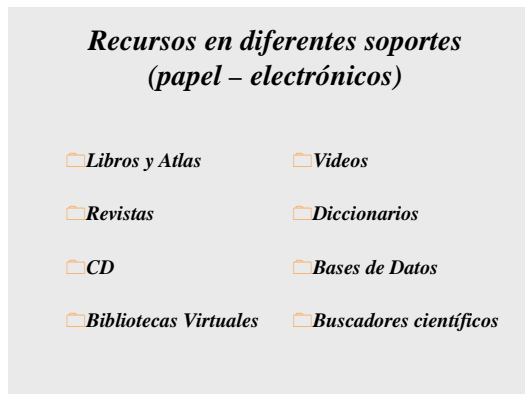 Recursos en diferentes soportes
(papel – electrónicos)
Libros y Atlas
Revistas
CD
Bibliotecas Virtuales
Videos
Diccionarios
Bases de Datos
Buscadores científicos